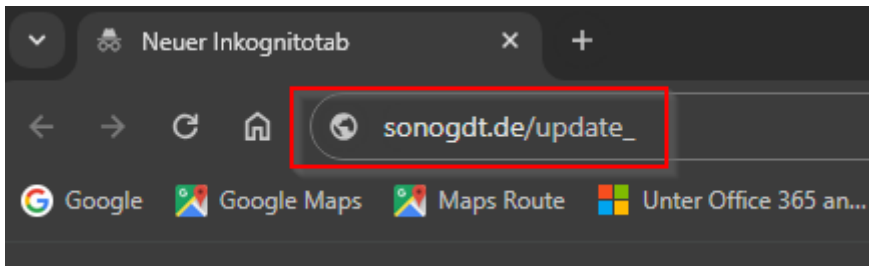 Neuer Inkognitotab
sonogdt.de/update_
Google Google Maps Maps Route Unter Office 365 an...